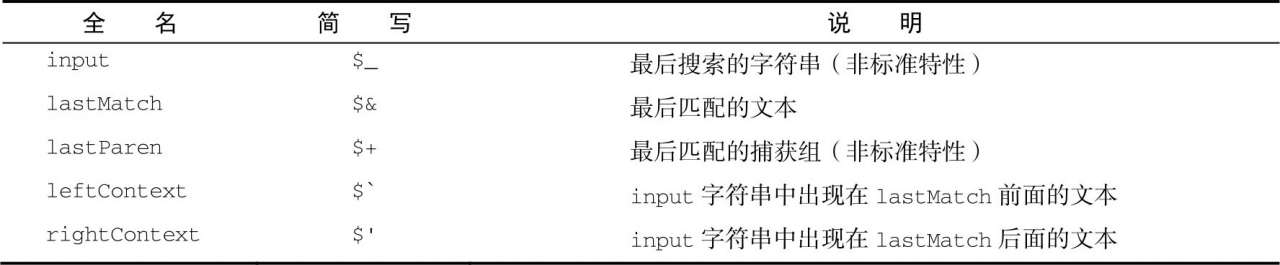 全 名 简 写 说 明
input $_ 最后搜索的字符串（非标准特性）
lastMatch $& 最后匹配的文本
lastParen $+ 最后匹配的捕获组（非标准特性）
leftContext $` input 字符串中出现在 lastMatch 前面的文本
rightContext $' input 字符串中出现在 lastMatch 后面的文本